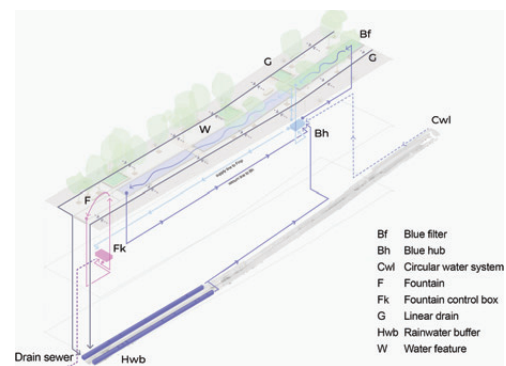 Bf
G
G
Cwl
W
Bh
F
Fk
Bf Blue filter
Bh Blue hub
Cwl Circular water system
F Fountain
Fk Fountain control box
G Linear drain
Hwb Rainwater buffer
W Water feature
Drain sewer
Hwb